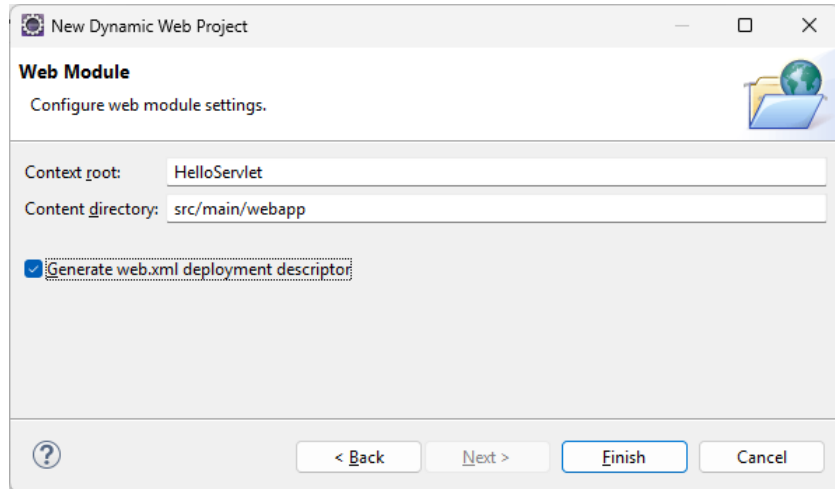 New Dynamic Web Project
Web Module
Configure web module settings.
Context root: HelloServlet
Content directory: src/main/webapp
Generate web.xml deployment descriptor
< Back Next > Finish Cancel